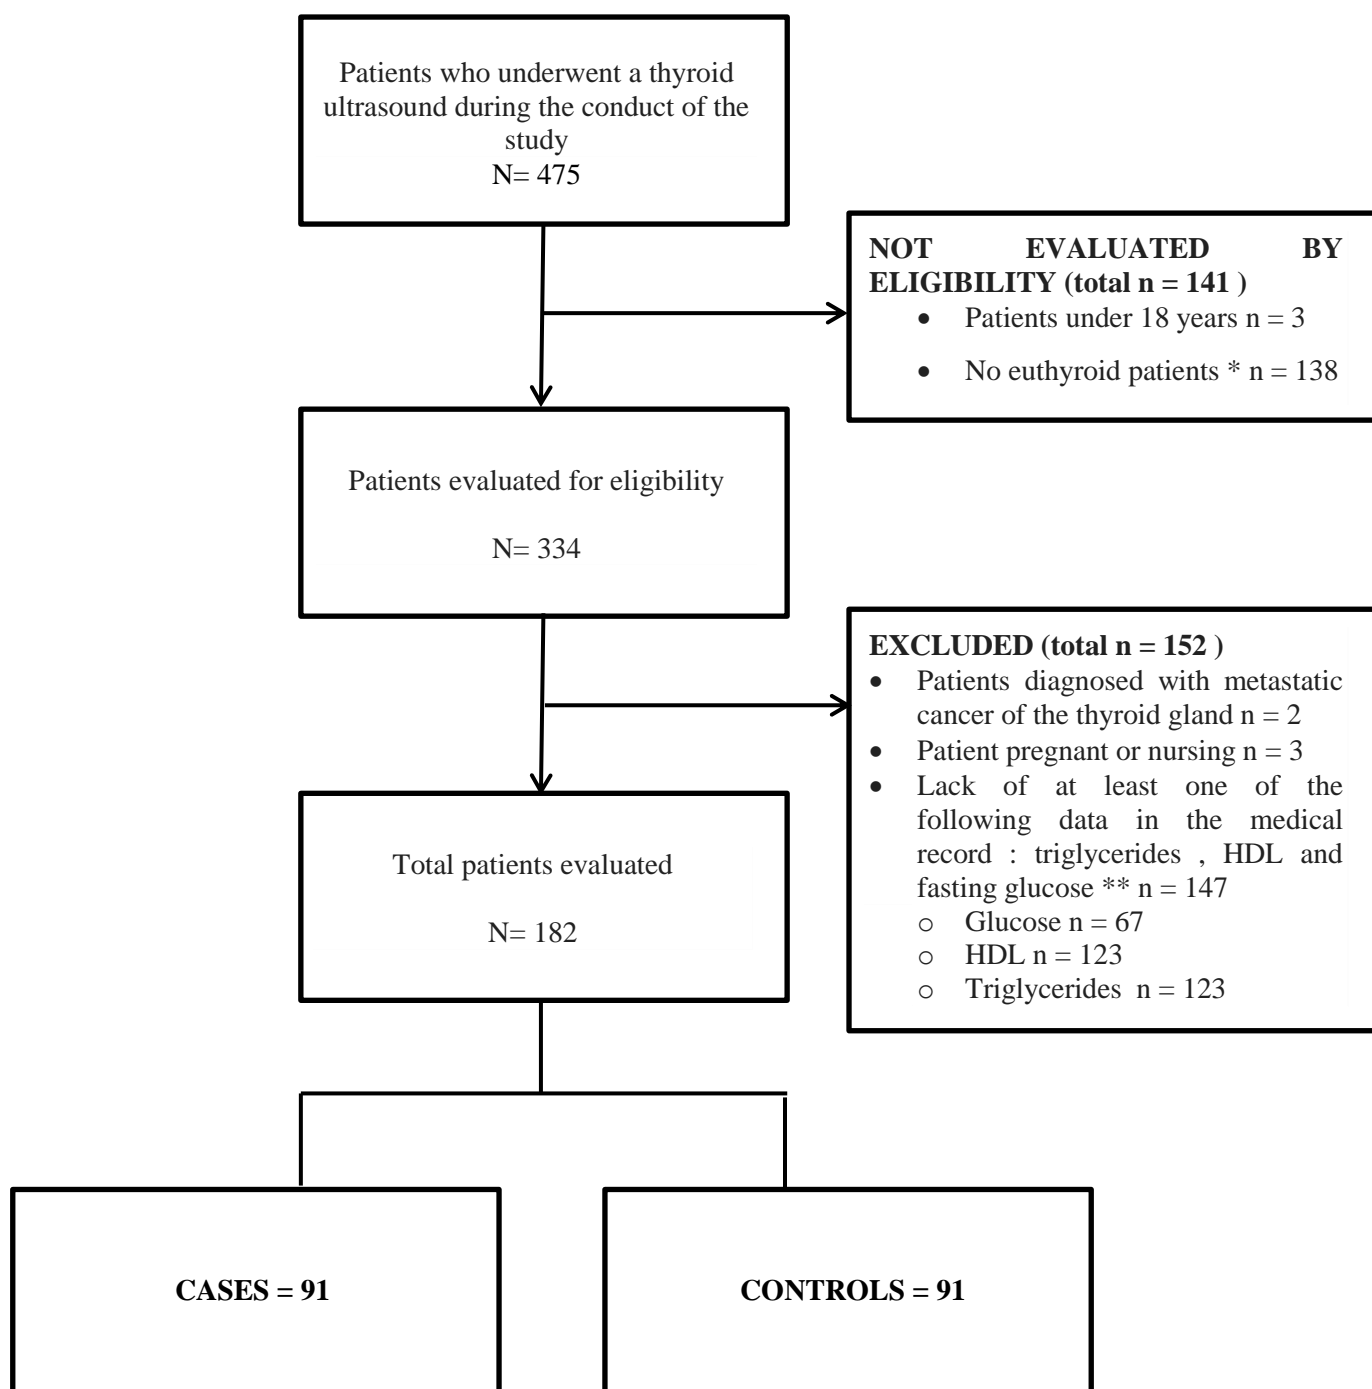 Patients who underwent a thyroid
ultrasound during the conduct of the
study
N= 475
NOT EVALUATED BY
ELIGIBILITY (total n = 141 )
• Patients under 18 years n = 3
• No euthyroid patients * n = 138
Patients evaluated for eligibility
N= 334
EXCLUDED (total n = 152 )
• Patients diagnosed with metastatic
cancer of the thyroid gland n = 2
• Patient pregnant or nursing n = 3
• Lack of at least one of the
following data in the medical
record : triglycerides , HDL and
fasting glucose ** n = 147
o Glucose n = 67
o HDL n = 123
o Triglycerides n = 123
Total patients evaluated
N= 182
CASES = 91
CONTROLS = 91